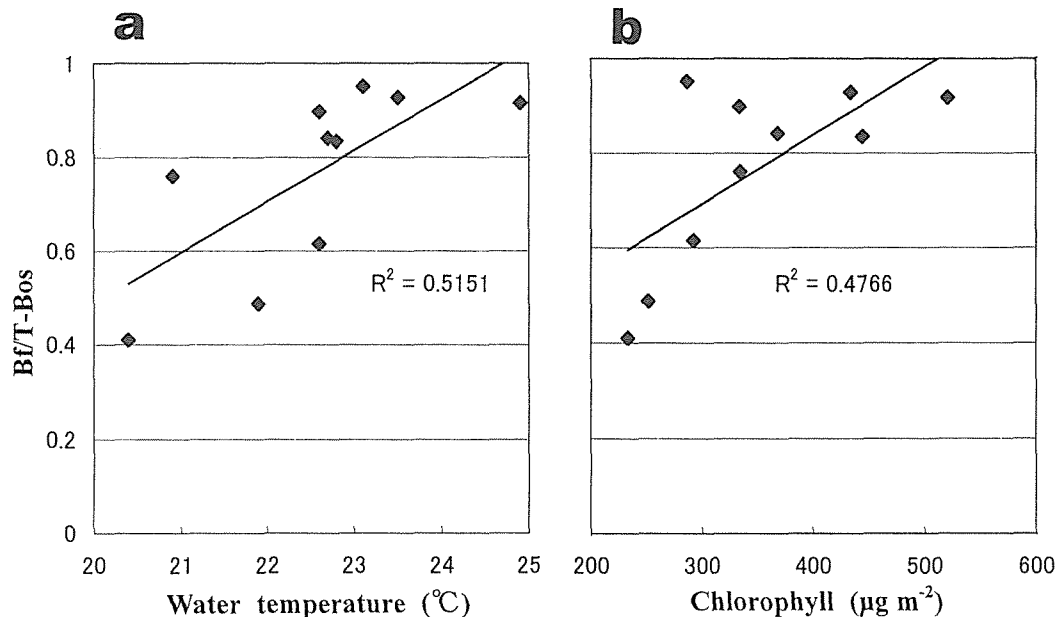 a
b
Bf/T-Bos
1
0.8
0.6
0.4
0.2
0
R² = 0.5151
R² = 0.4766
20 21 22 23 24 25
200 300 400 500 600
Water temperature (℃)
Chlorophyll (μg m⁻²)